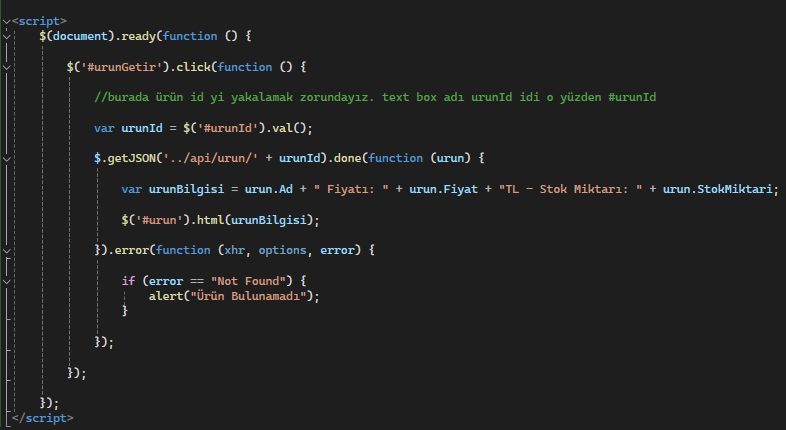 <script>
$(document).ready(function () {
$('#urunGetir').click(function () {
//burada ürün id yi yakalamak zorundayız. text box adı urunId idi o yüzden #urunId
var urunId = $('#urunId').val();
$.getJSON('../api/urun/' + urunId).done(function (urun) {
var urunBilgisi = urun.Ad + " Fiyatı: " + urun.Fiyat + "TL - Stok Miktarı: " + urun.StokMiktari;
$('#urun').html(urunBilgisi);
}).error(function (xhr, options, error) {
if (error == "Not Found") {
alert("Ürün Bulunamadı");
}
});
});
});
</script>